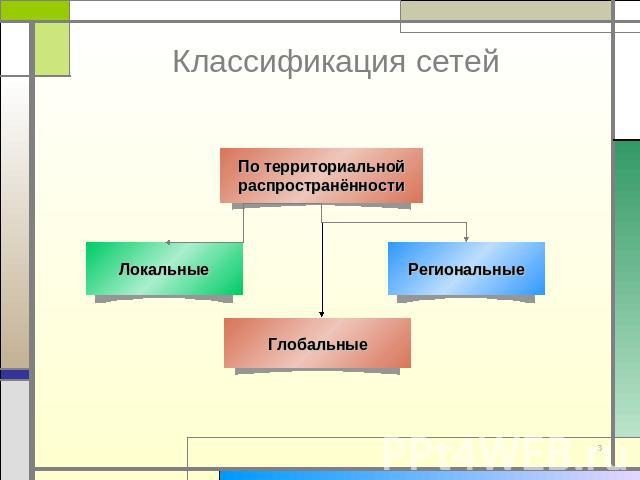 Классификация сетей
По территориальной
распространённости
Локальные
Региональные
Глобальные
3
PPt4WEB.ru